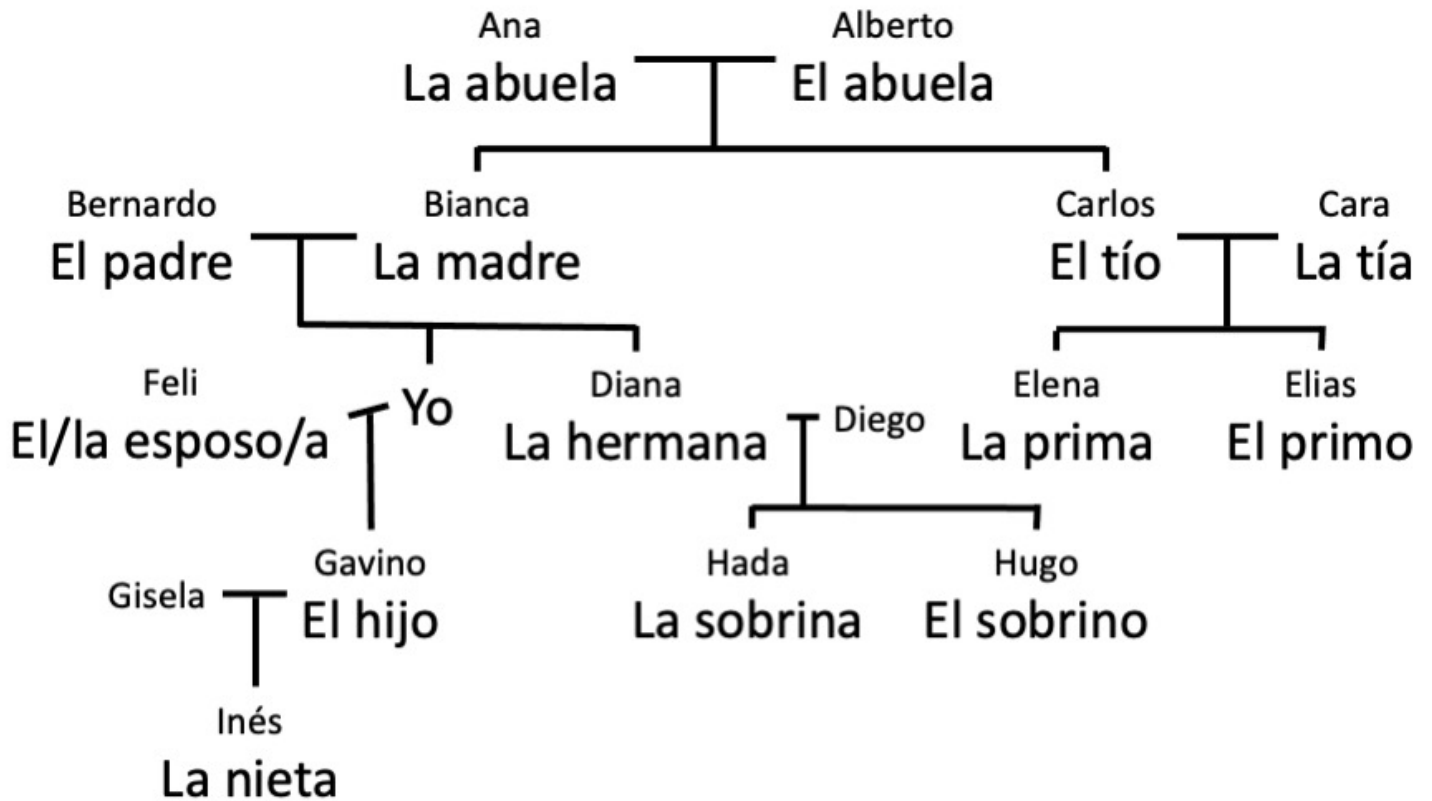 Ana
La abuela
Alberto
El abuela
Bernardo
El padre
Bianca
La madre
Carlos
El tío
Cara
La tía
Feli
El/la esposo/a
Yo
Diana
La hermana
Diego
Elena
La prima
Elias
El primo
Gisela
Gavino
El hijo
Hada
La sobrina
Hugo
El sobrino
Inés
La nieta